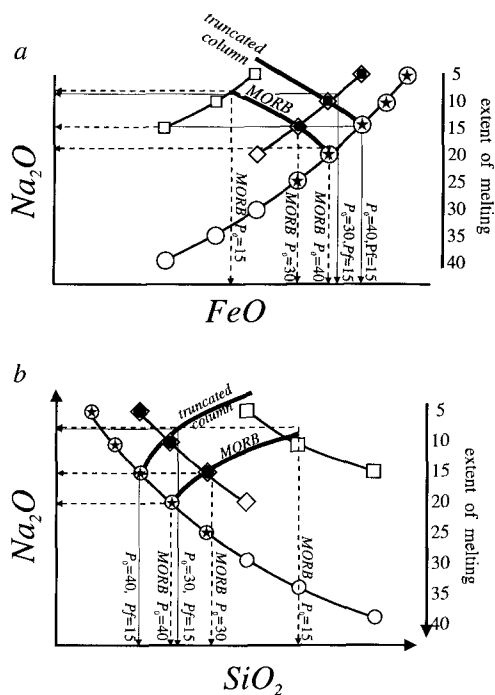 a
truncated
column
MORB
Na₂O
5
10
15
20
25
30
35
40
extent of melting
MORB P₀=15
MORB P₀=30
MORB P₀=40
P₀=30, Pf=15
P₀=40, Pf=15
FeO
b
truncated
column
MORB
Na₂O
5
10
15
20
25
30
35
40
extent of melting
P₀=40, Pf=15
MORB P₀=40
P₀=30, Pf=15
MORB P₀=30
MORB P₀=15
SiO₂